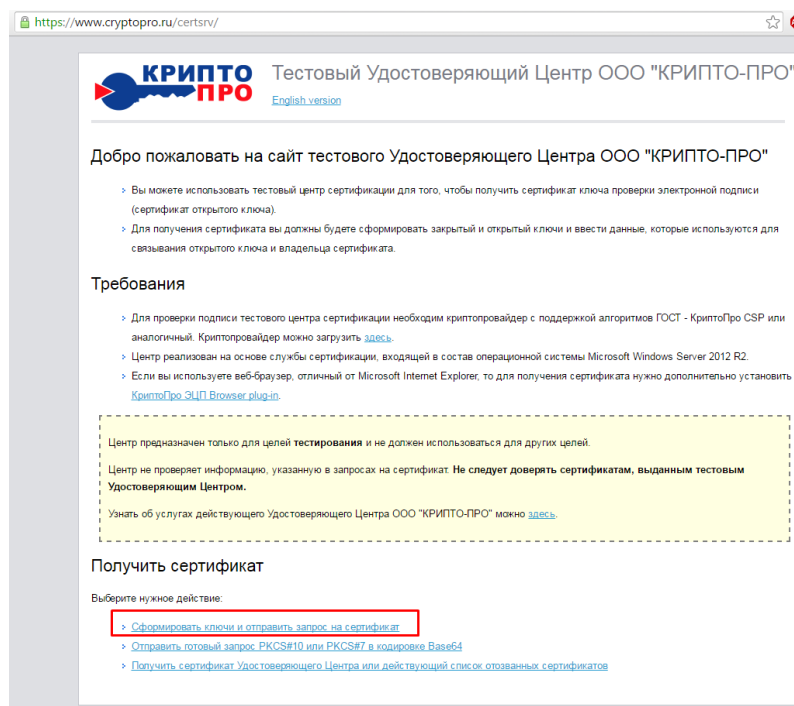 https://www.cryptopro.ru/certsrv/
КРИПТО
ПРО
Тестовый Удостоверяющий Центр ООО "КРИПТО-ПРО"
English version
Добро пожаловать на сайт тестового Удостоверяющего Центра ООО "КРИПТО-ПРО"
Вы можете использовать тестовый центр сертификации для того, чтобы получить сертификат ключа проверки электронной подписи
(сертификат открытого ключа).
Для получения сертификата вы должны будете сформировать закрытый и открытый ключи и ввести данные, которые используются для
связывания открытого ключа и владельца сертификата.
Требования
Для проверки подписи тестового центра сертификации необходим криптопровайдер с поддержкой алгоритмов ГОСТ - КриптоПро CSP или
аналогичный. Криптопровайдер можно загрузить здесь.
Центр реализован на основе службы сертификации, входящей в состав операционной системы Microsoft Windows Server 2012 R2.
Если вы используете веб-браузер, отличный от Microsoft Internet Explorer, то для получения сертификата нужно дополнительно установить
КриптоПро ЭЦП Browser plug-in.
Центр предназначен только для целей тестирования и не должен использоваться для других целей.
Центр не проверяет информацию, указанную в запросах на сертификат. Не следует доверять сертификатам, выданным тестовым
Удостоверяющим Центром.
Узнать об услугах действующего Удостоверяющего Центра ООО "КРИПТО-ПРО" можно здесь.
Получить сертификат
Выберите нужное действие:
Сформировать ключи и отправить запрос на сертификат
Отправить готовый запрос PKCS#10 или PKCS#7 в кодировке Base64
Получить сертификат Удостоверяющего Центра или действующий список отозванных сертификатов